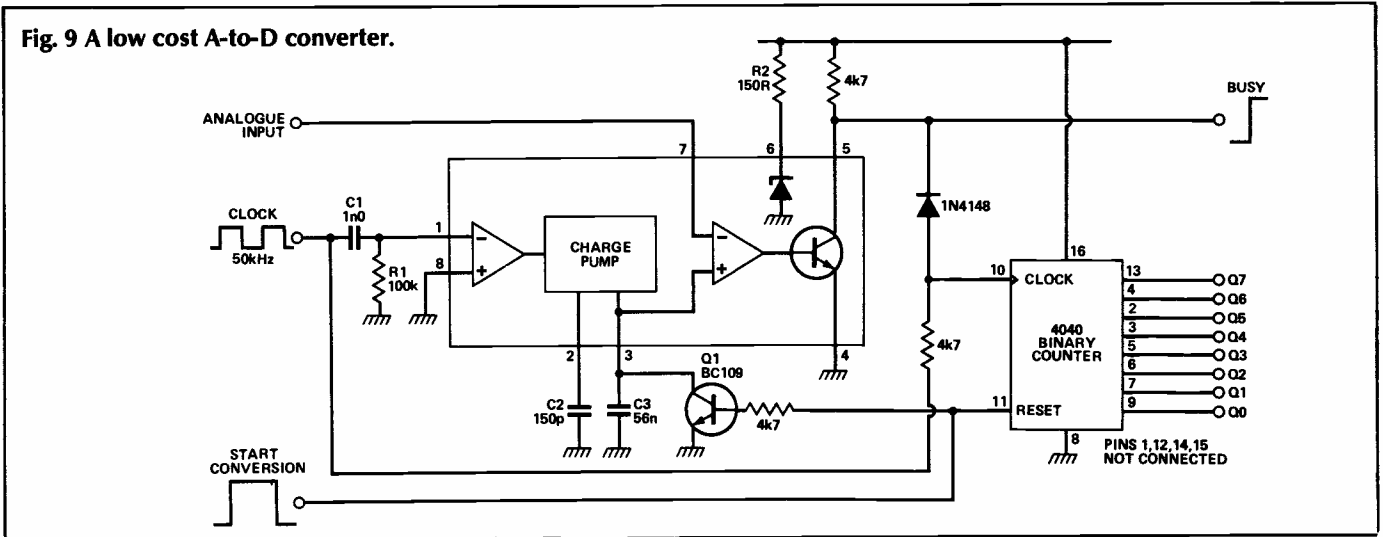 Fig. 9 A low cost A-to-D converter.
R2
150R
4k7
BUSY
ANALOGUE
INPUT
7
6
5
CLOCK
50kHz
C1
1n0
1
−
8
+
R1
100k
CHARGE
PUMP
−
+
1N4148
2
3
4
C2
150p
C3
56n
Q1
BC109
4k7
4k7
16
10
CLOCK
4040
BINARY
COUNTER
11
RESET
8
13
Q7
4
Q6
2
Q5
3
Q4
5
Q3
6
Q2
7
Q1
9
Q0
PINS 1,12,14,15
NOT CONNECTED
START
CONVERSION